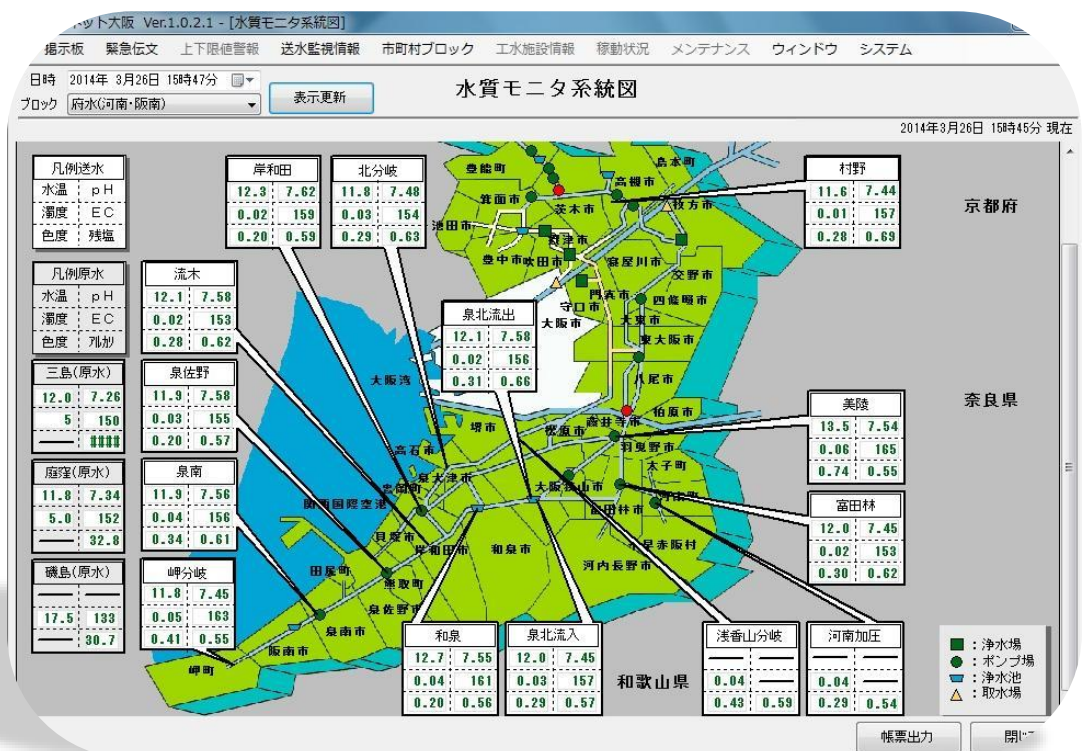 ネット大阪 Ver.1.0.2.1 - [水質モニタ系統図]
掲示板 緊急伝文 上下限値警報 送水監視情報 市町村ブロック 工水施設情報 稼動状況 メンテナンス ウィンドウ システム
日時 2014年 3月26日 15時47分
ブロック 府水(河南・阪南) 表示更新
水質モニタ系統図
2014年3月26日 15時45分 現在
凡例送水
水温 pH
濁度 EC
色度 残塩
凡例原水
水温 pH
濁度 EC
色度 アルカリ
三島(原水)
12.0 7.26
5 150
― ####
庭窪(原水)
11.8 7.34
5.0 152
― 32.8
磯島(原水)
― ―
17.5 133
― 30.7
岸和田
12.3 7.62
0.02 159
0.20 0.59
北分岐
11.8 7.48
0.03 154
0.29 0.63
村野
11.6 7.44
0.01 157
0.28 0.69
流木
12.1 7.58
0.02 153
0.28 0.62
泉佐野
11.9 7.58
0.03 155
0.20 0.57
泉南
11.9 7.56
0.04 156
0.34 0.61
岬分岐
11.8 7.45
0.05 163
0.41 0.55
泉北流出
12.1 7.58
0.02 156
0.31 0.66
美陵
13.5 7.54
0.06 165
0.74 0.55
富田林
12.0 7.45
0.02 153
0.30 0.62
和泉
12.7 7.55
0.04 161
0.20 0.56
泉北流入
12.0 7.45
0.03 157
0.29 0.57
浅香山分岐
― ―
0.04 ―
0.43 0.59
河南加圧
― ―
0.04 ―
0.29 0.54
京都府
奈良県
和歌山県
大阪湾
関西国際空港
豊能町
島本町
高槻市
箕面市
茨木市
枚方市
池田市
摂津市
豊中市
吹田市
寝屋川市
交野市
門真市
守口市
四條畷市
大阪市
大東市
東大阪市
八尾市
柏原市
堺市
松原市
藤井寺市
羽曳野市
高石市
太子町
泉大津市
忠岡町
大阪狭山市
富田林市
貝塚市
岸和田市
和泉市
千早赤阪村
河内長野市
田尻町
熊取町
泉佐野市
泉南市
阪南市
岬町
:浄水場
:ポンプ場
:浄水池
:取水場
帳票出力